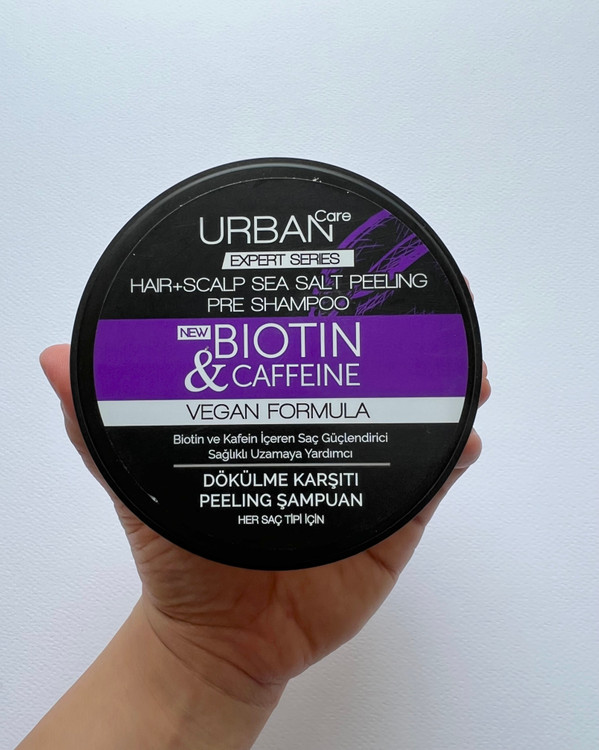 URBAN Care
EXPERT SERIES
HAIR+SCALP SEA SALT PEELING
PRE SHAMPOO
NEW BIOTIN
& CAFFEINE
VEGAN FORMULA
Biotin ve Kafein İçeren Saç Güçlendirici
Sağlıklı Uzamaya Yardımcı
DÖKÜLME KARŞITI
PEELING ŞAMPUAN
HER SAÇ TİPİ İÇİN